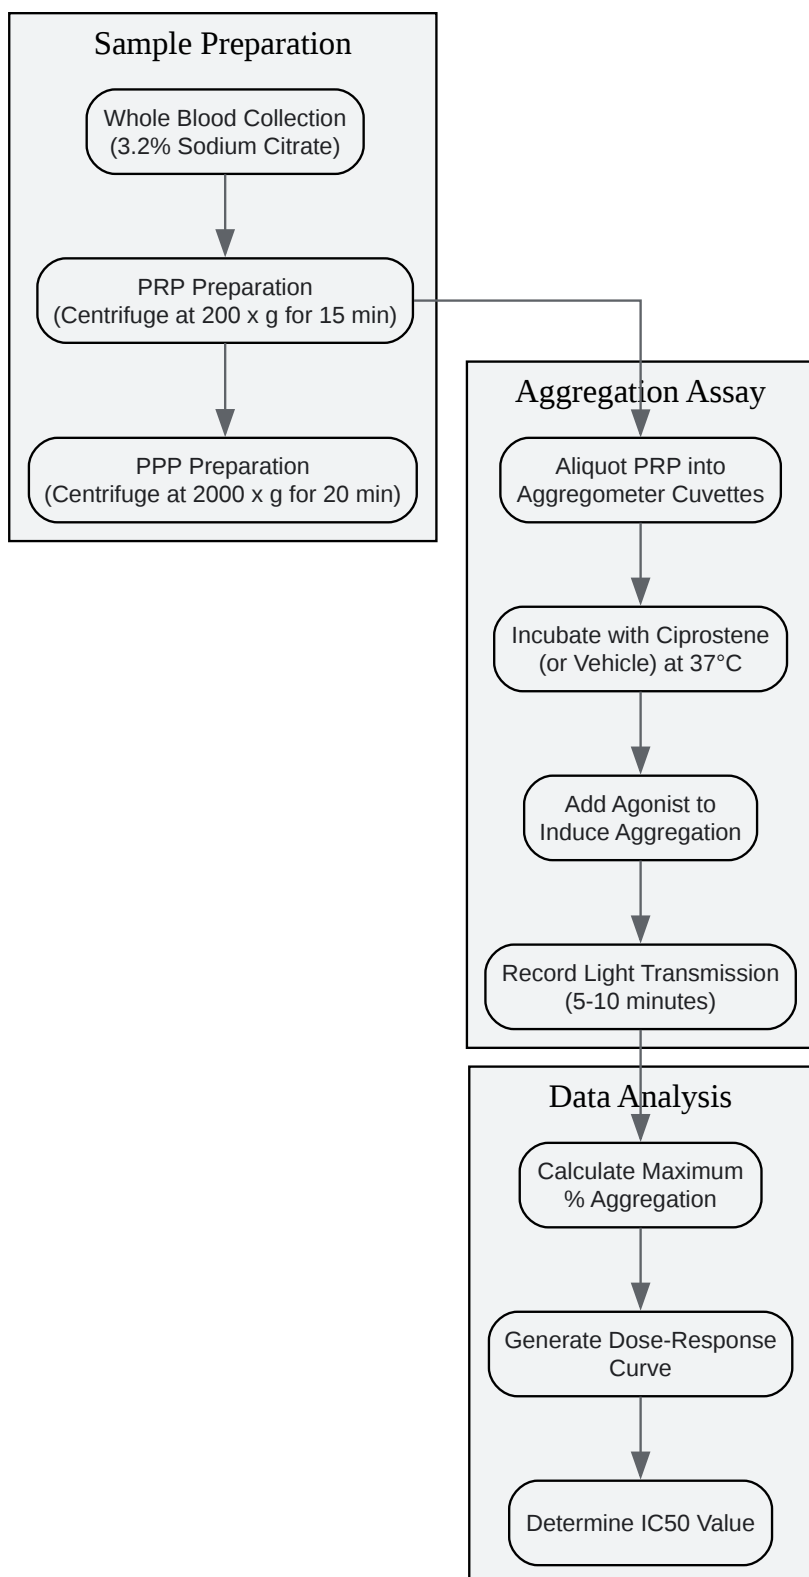 Sample Preparation
Whole Blood Collection
(3.2% Sodium Citrate)
PRP Preparation
(Centrifuge at 200 x g for 15 min)
PPP Preparation
(Centrifuge at 2000 x g for 20 min)
Aggregation Assay
Aliquot PRP into
Aggregometer Cuvettes
Incubate with Ciprostene
(or Vehicle) at 37°C
Add Agonist to
Induce Aggregation
Record Light Transmission
(5-10 minutes)
Data Analysis
Calculate Maximum
% Aggregation
Generate Dose-Response
Curve
Determine IC50 Value